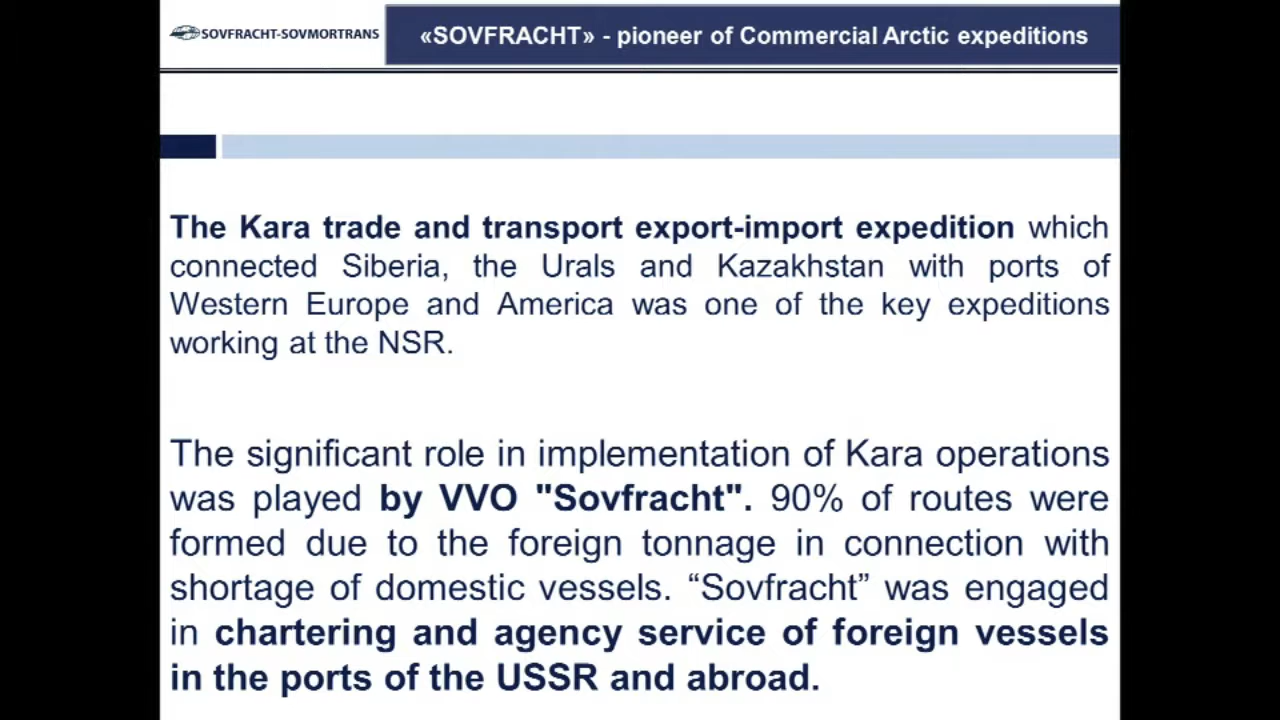 SOVFRACHT-SOVMORTRANS
«SOVFRACHT» - pioneer of Commercial Arctic expeditions
The Kara trade and transport export-import expedition which
connected Siberia, the Urals and Kazakhstan with ports of
Western Europe and America was one of the key expeditions
working at the NSR.
The significant role in implementation of Kara operations
was played by VVO "Sovfracht". 90% of routes were
formed due to the foreign tonnage in connection with
shortage of domestic vessels. “Sovfracht” was engaged
in chartering and agency service of foreign vessels
in the ports of the USSR and abroad.